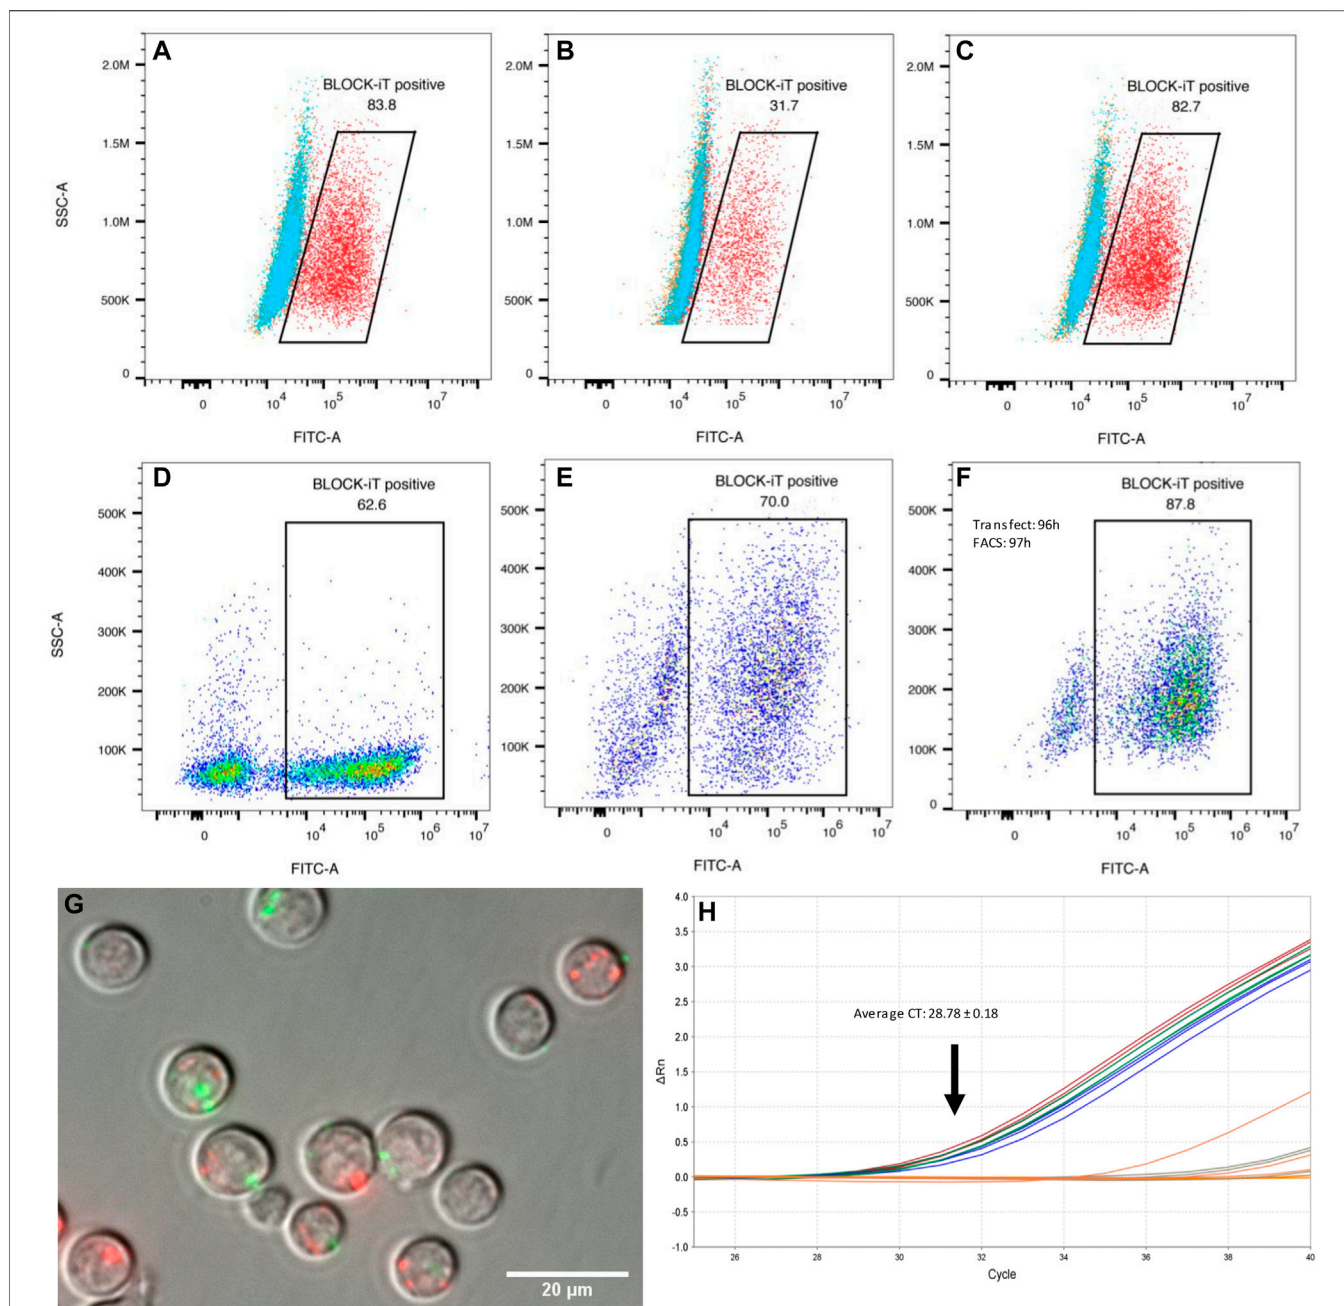 A
BLOCK-iT positive
83.8
2.0M
1.5M
1.0M
500K
0
SSC-A
0 10^4 10^5 10^7
FITC-A
B
BLOCK-iT positive
31.7
2.0M
1.5M
1.0M
500K
0
0 10^4 10^5 10^7
FITC-A
C
BLOCK-iT positive
82.7
2.0M
1.5M
1.0M
500K
0
0 10^4 10^5 10^7
FITC-A
D
BLOCK-iT positive
62.6
500K
400K
300K
200K
100K
0
SSC-A
0 10^4 10^5 10^6 10^7
FITC-A
E
BLOCK-iT positive
70.0
500K
400K
300K
200K
100K
0 10^4 10^5 10^6 10^7
FITC-A
F
BLOCK-iT positive
87.8
Transfect: 96h
FACS: 97h
500K
400K
300K
200K
100K
0
0 10^4 10^5 10^6 10^7
FITC-A
G
20 µm
H
4.0
3.5
3.0
2.5
2.0
1.5
1.0
0.5
0.0
-0.5
-1.0
ΔRn
Average CT: 28.78 ± 0.18
26 28 30 32 34 36 38 40
Cycle